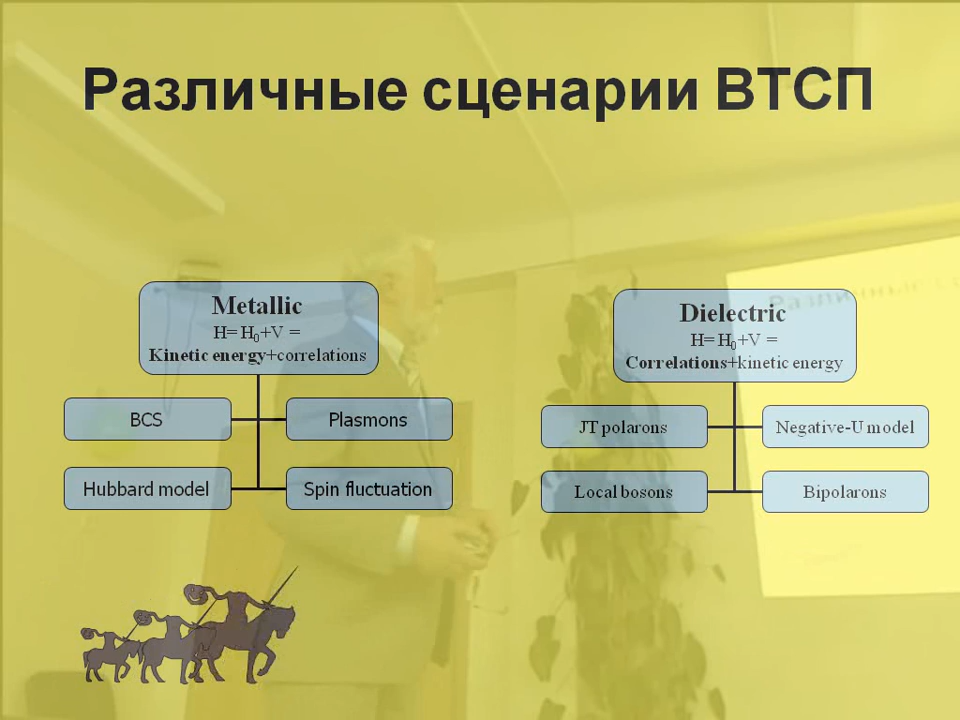 Различные сценарии ВТСП
Metallic
H= H₀+V =
Kinetic energy+correlations
BCS
Plasmons
Hubbard model
Spin fluctuation
Dielectric
H= H₀+V =
Correlations+kinetic energy
JT polarons
Negative-U model
Local bosons
Bipolarons